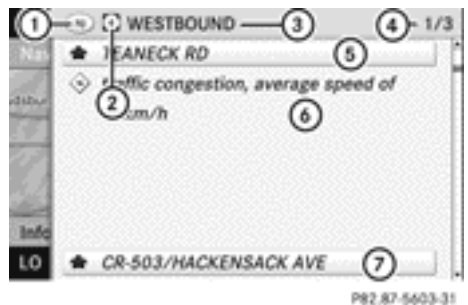 1 WESTBOUND 3 4 1/3
Nav
TEANECK RD 5
traffic congestion, average speed of
2 km/h 6
Info
LO CR-503/HACKENSACK AVE 7
P82.87-5603-31